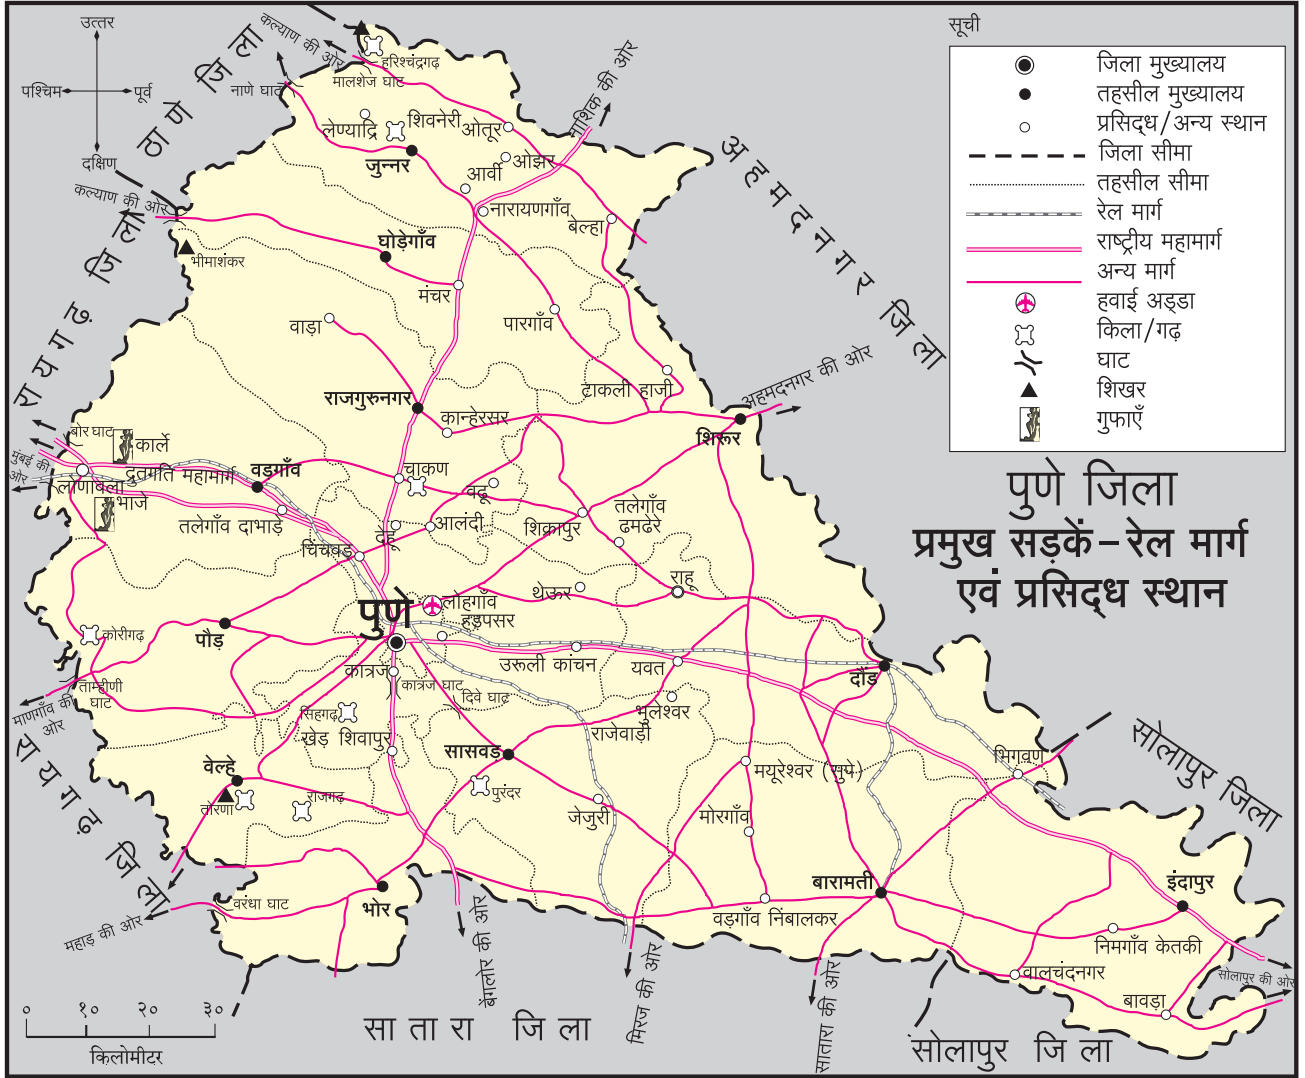 उत्तर
पश्चिम
पूर्व
दक्षिण
सूची
जिला मुख्यालय
तहसील मुख्यालय
प्रसिद्ध/अन्य स्थान
जिला सीमा
तहसील सीमा
रेल मार्ग
राष्ट्रीय महामार्ग
अन्य मार्ग
हवाई अड्डा
किला/गढ़
घाट
शिखर
गुफाएँ
पुणे जिला
प्रमुख सड़कें–रेल मार्ग
एवं प्रसिद्ध स्थान
ठाणे जिला
कल्याण की ओर
हरिश्चंद्रगढ़
मालशेज घाट
नाणे घाट
नाशिक की ओर
लेण्याद्रि
शिवनेरी
ओतूर
जुन्नर
ओझर
आर्वी
नारायणगाँव
बेल्हा
अहमदनगर जिला
कल्याण की ओर
घोड़ेगाँव
भीमाशंकर
मंचर
रायगढ़ जिला
वाड़ा
पारगाँव
टाकली हाजी
अहमदनगर की ओर
राजगुरुनगर
कान्हेरसर
शिरूर
बोर घाट
कार्ले
मुंबई की
ओर
लोणावला
द्रुतगति महामार्ग
वडगाँव
चाकण
वढू
भाजे
तलेगाँव दाभाड़े
देहू
आलंदी
शिक्रापुर
तलेगाँव
ढमढेरे
चिंचवड़
थेऊर
राहू
पुणे
लोहगाँव
हड़पसर
कोरीगढ़
पौड़
कात्रज
कात्रज घाट
उरूली कांचन
यवत
दौंड
ताम्हीणी
घाट
माणगाँव की
ओर
दिवे घाट
भुलेश्वर
सिंहगढ़
खेड़ शिवापुर
राजेवाड़ी
सासवड़
रायगढ़ जिला
वेल्हे
तोरणा
राजगढ़
पुरंदर
जेजुरी
मयूरेश्वर (सुपे)
मोरगाँव
भिगवण
सोलापुर जिला
बारामती
इंदापुर
भोर
वरंधा घाट
महाड़ की ओर
वड़गाँव निंबालकर
निमगाँव केतकी
वालचंदनगर
बावड़ा
सोलापुर की ओर
बेंगलोर की ओर
मिरज की ओर
सातारा की ओर
सातारा जिला
सोलापुर जिला
० १० २० ३०
किलोमीटर